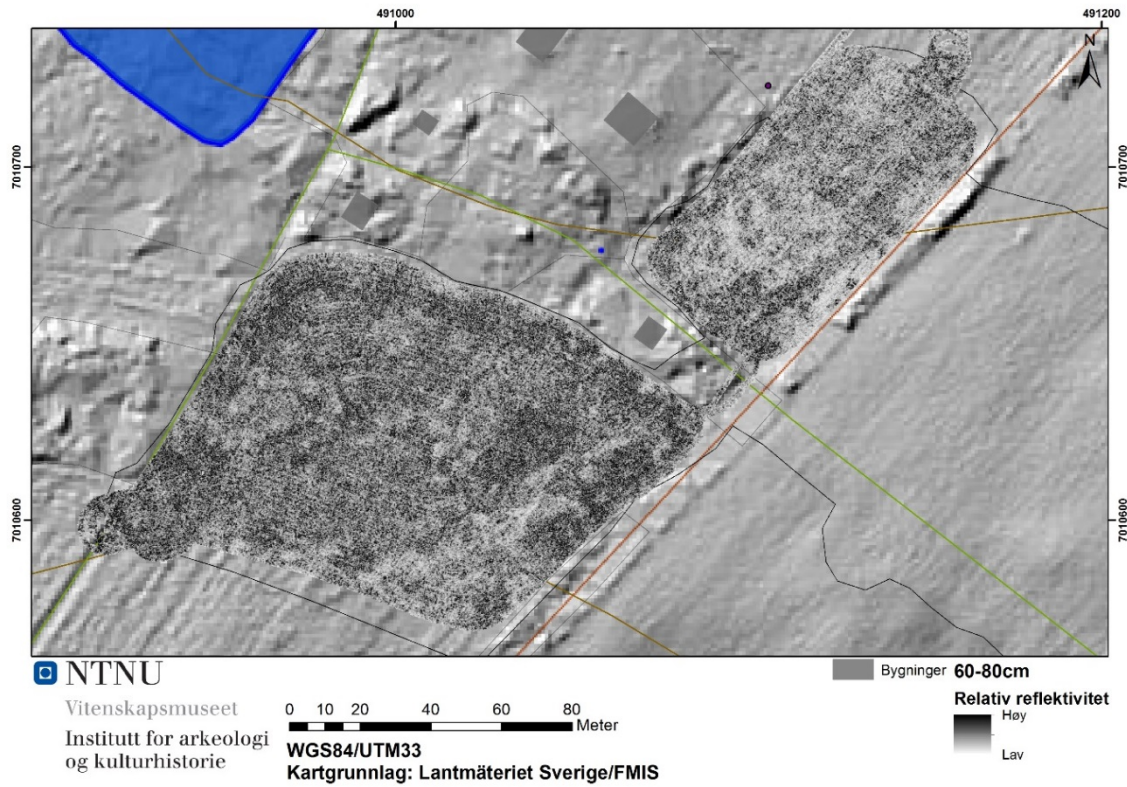 491000
491200
N
7010700
7010700
7010600
7010600
NTNU
Vitenskapsmuseet
Institutt for arkeologi
og kulturhistorie
0 10 20 40 60 80
Meter
WGS84/UTM33
Kartgrunnlag: Lantmäteriet Sverige/FMIS
Bygninger
60-80cm
Relativ reflektivitet
Høy
Lav